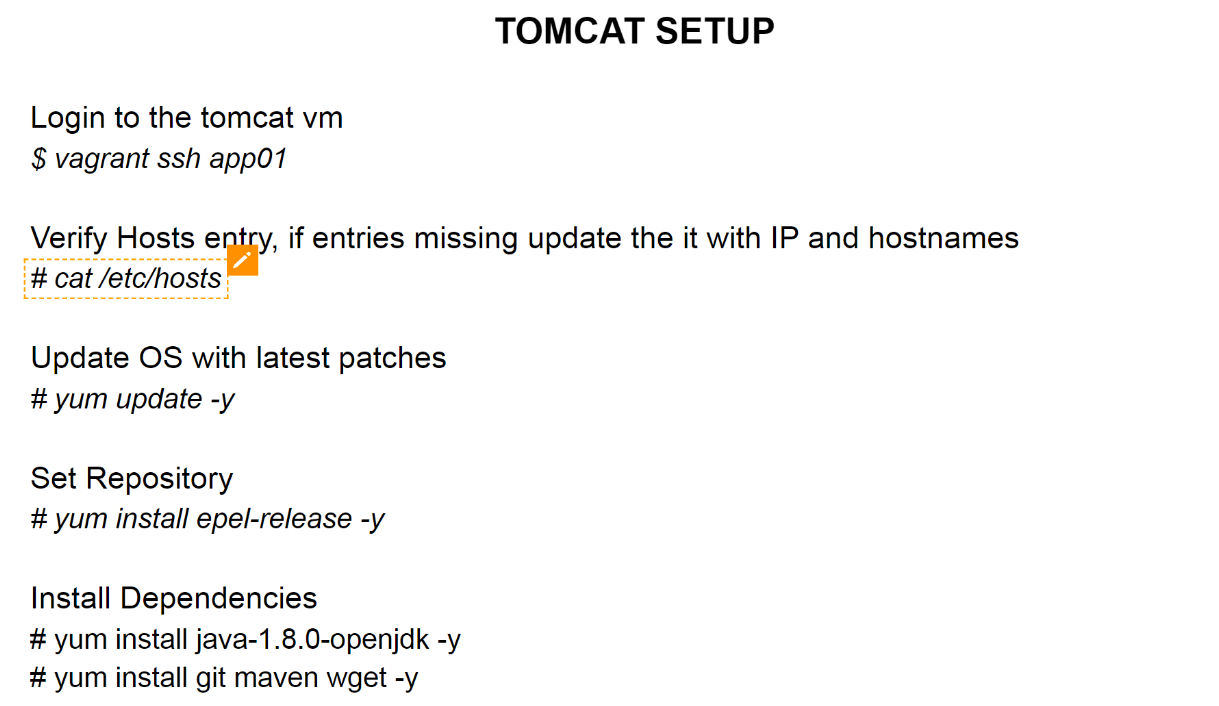 TOMCAT SETUP
Login to the tomcat vm
$ vagrant ssh app01
Verify Hosts entry, if entries missing update the it with IP and hostnames
# cat /etc/hosts
Update OS with latest patches
# yum update -y
Set Repository
# yum install epel-release -y
Install Dependencies
# yum install java-1.8.0-openjdk -y
# yum install git maven wget -y